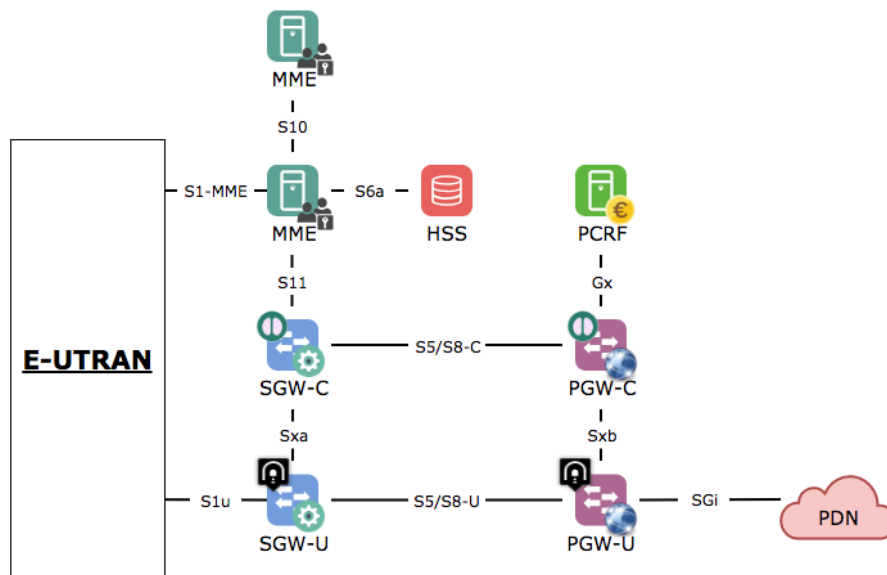 MME
S10
S1-MME
S6a
MME
HSS
PCRF
S11
Gx
E-UTRAN
S5/S8-C
SGW-C
PGW-C
Sxa
Sxb
S1u
S5/S8-U
SGi
PDN
SGW-U
PGW-U
€